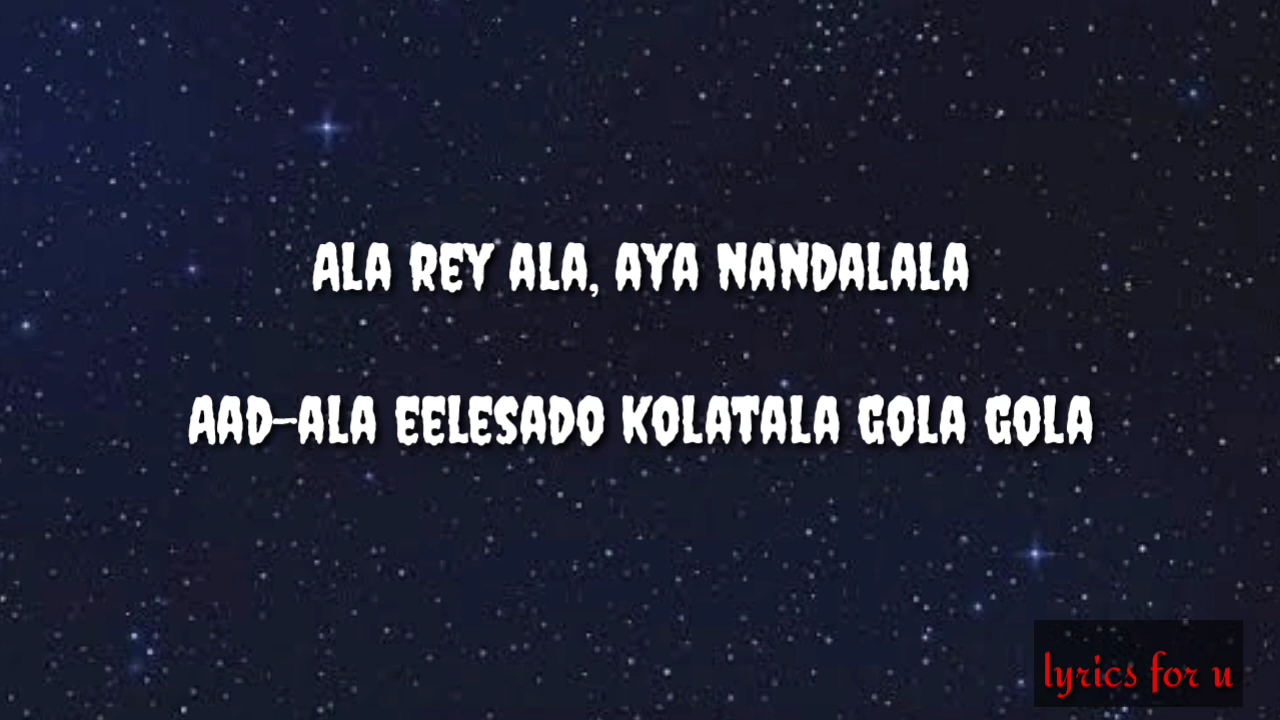 ALA REY ALA, AYA NANDALALA
AAD-ALA EELESADO KOLATALA GOLA GOLA
lyrics for u